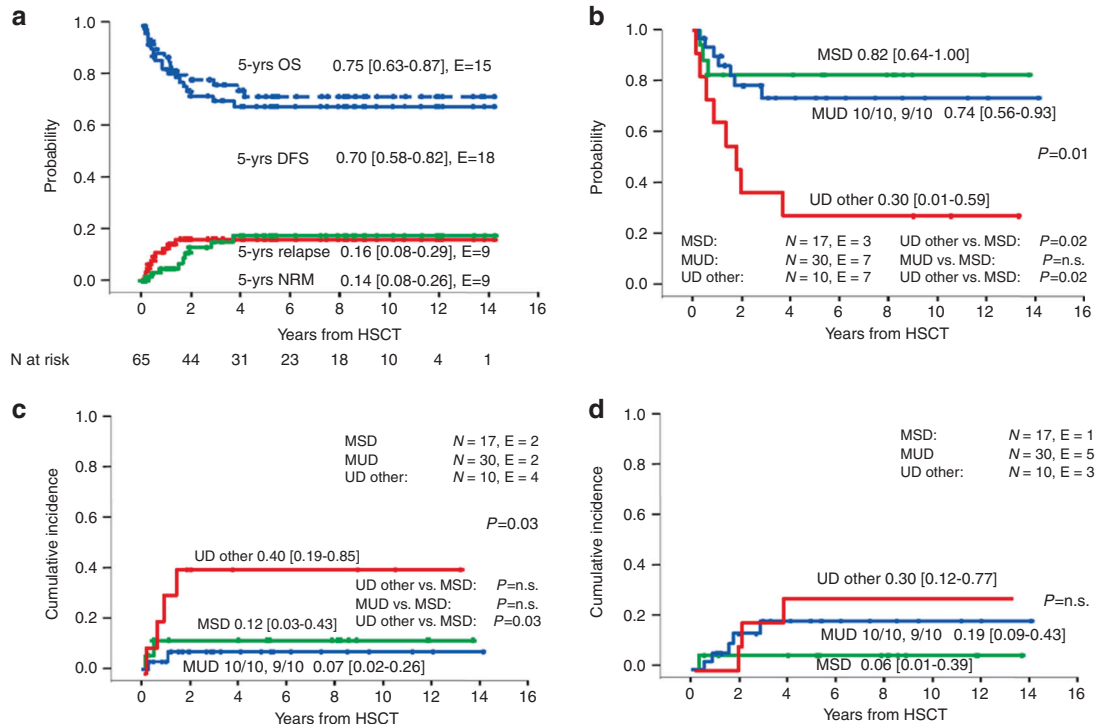 a
1.0
0.8
0.6
0.4
0.2
0.0
Probability
5-yrs OS 0.75 [0.63-0.87], E=15
5-yrs DFS 0.70 [0.58-0.82], E=18
5-yrs relapse 0.16 [0.08-0.29], E=9
5-yrs NRM 0.14 [0.08-0.26], E=9
0 2 4 6 8 10 12 14 16
Years from HSCT
N at risk 65 44 31 23 18 10 4 1
b
1.0
0.8
0.6
0.4
0.2
0.0
Probability
MSD 0.82 [0.64-1.00]
MUD 10/10, 9/10 0.74 [0.56-0.93]
P=0.01
UD other 0.30 [0.01-0.59]
MSD: N = 17, E = 3 UD other vs. MSD: P=0.02
MUD: N = 30, E = 7 MUD vs. MSD: P=n.s.
UD other: N = 10, E = 7 UD other vs. MSD: P=0.02
0 2 4 6 8 10 12 14 16
Years from HSCT
c
1.0
0.8
0.6
0.4
0.2
0.0
Cumulative incidence
MSD N = 17, E = 2
MUD N = 30, E = 2
UD other: N = 10, E = 4
P=0.03
UD other 0.40 [0.19-0.85]
UD other vs. MSD: P=n.s.
MUD vs. MSD: P=n.s.
UD other vs. MSD: P=0.03
MSD 0.12 [0.03-0.43]
MUD 10/10, 9/10 0.07 [0.02-0.26]
0 2 4 6 8 10 12 14 16
Years from HSCT
d
1.0
0.8
0.6
0.4
0.2
0.0
Cumulative incidence
MSD: N = 17, E = 1
MUD N = 30, E = 5
UD other: N = 10, E = 3
UD other 0.30 [0.12-0.77]
P=n.s.
MUD 10/10, 9/10 0.19 [0.09-0.43]
MSD 0.06 [0.01-0.39]
0 2 4 6 8 10 12 14 16
Years from HSCT